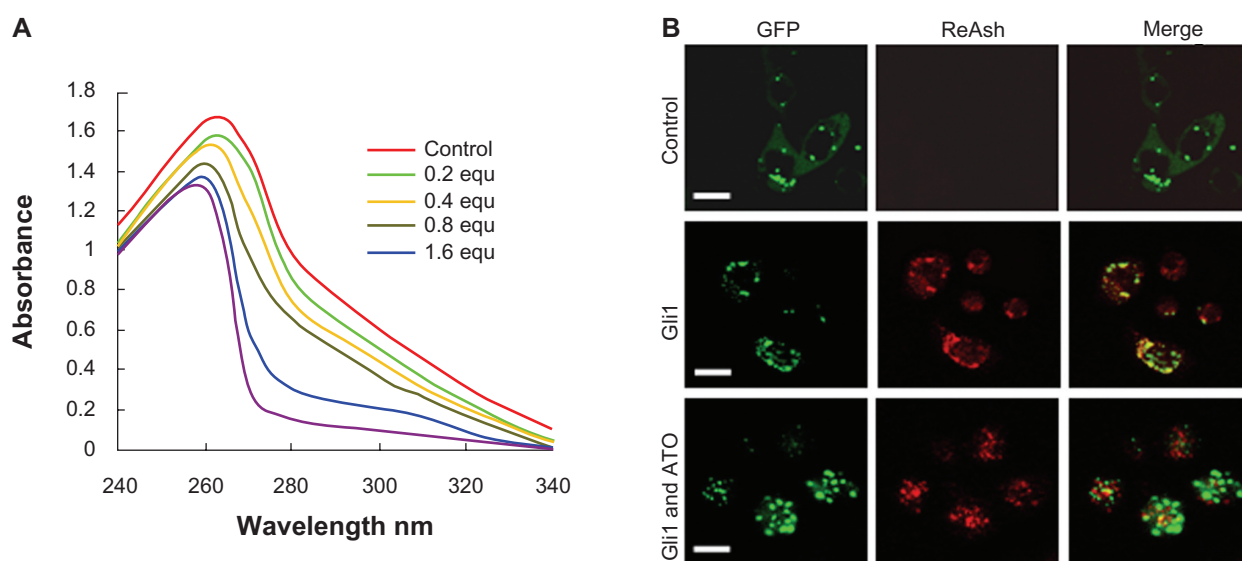 A
Absorbance
1.8
1.6
1.4
1.2
1
0.8
0.6
0.4
0.2
0
240 260 280 300 320 340
Wavelength nm
Control
0.2 equ
0.4 equ
0.8 equ
1.6 equ
B
GFP ReAsh Merge
Control
Gli1
Gli1 and ATO